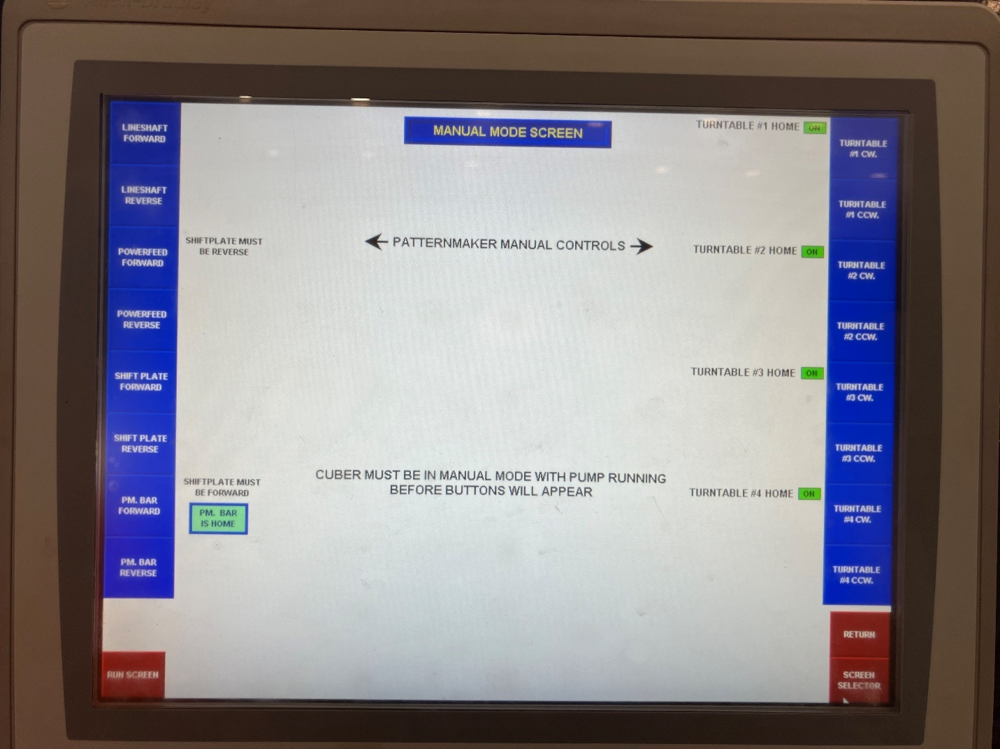 Allen-Bradley
MANUAL MODE SCREEN
LINESHAFT
FORWARD
LINESHAFT
REVERSE
POWERFEED
FORWARD
POWERFEED
REVERSE
SHIFT PLATE
FORWARD
SHIFT PLATE
REVERSE
PM. BAR
FORWARD
PM. BAR
REVERSE
RUN SCREEN
SHIFTPLATE MUST
BE REVERSE
SHIFTPLATE MUST
BE FORWARD
PM. BAR
IS HOME
PATTERNMAKER MANUAL CONTROLS
CUBER MUST BE IN MANUAL MODE WITH PUMP RUNNING
BEFORE BUTTONS WILL APPEAR
TURNTABLE #1 HOME ON
TURNTABLE #2 HOME ON
TURNTABLE #3 HOME ON
TURNTABLE #4 HOME ON
TURNTABLE
#1 CW.
TURNTABLE
#1 CCW.
TURNTABLE
#2 CW.
TURNTABLE
#2 CCW.
TURNTABLE
#3 CW.
TURNTABLE
#3 CCW.
TURNTABLE
#4 CW.
TURNTABLE
#4 CCW.
RETURN
SCREEN
SELECTOR